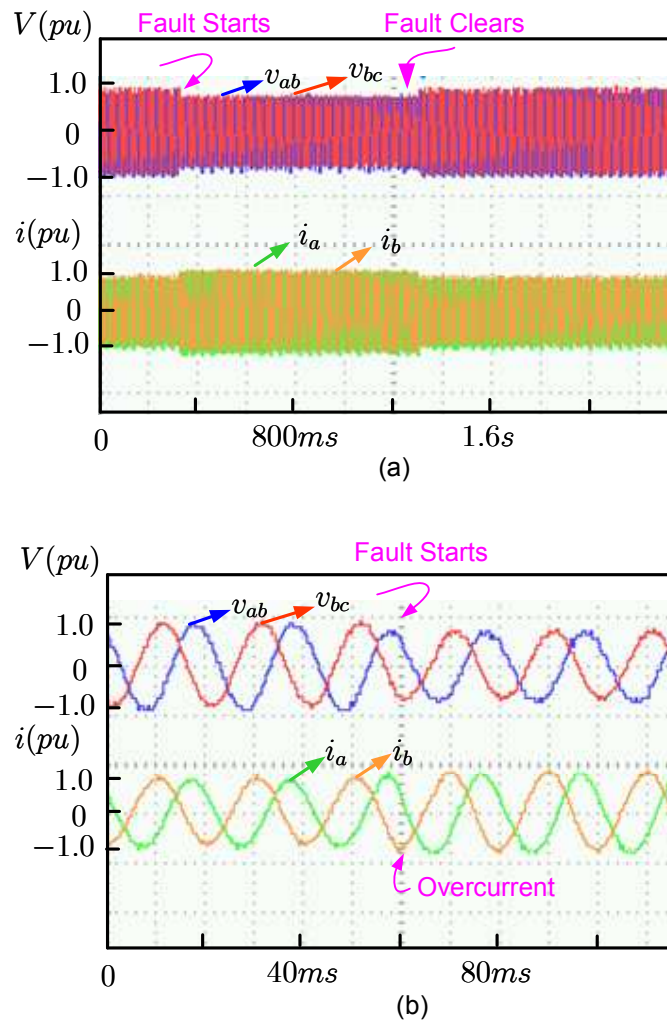 Fault Starts
Fault Clears
V(pu)
v_ab
v_bc
1.0
0
−1.0
i(pu)
i_a
i_b
1.0
0
−1.0
0
800ms
1.6s
(a)
Fault Starts
V(pu)
v_ab
v_bc
1.0
0
−1.0
i(pu)
i_a
i_b
1.0
0
−1.0
Overcurrent
0
40ms
80ms
(b)